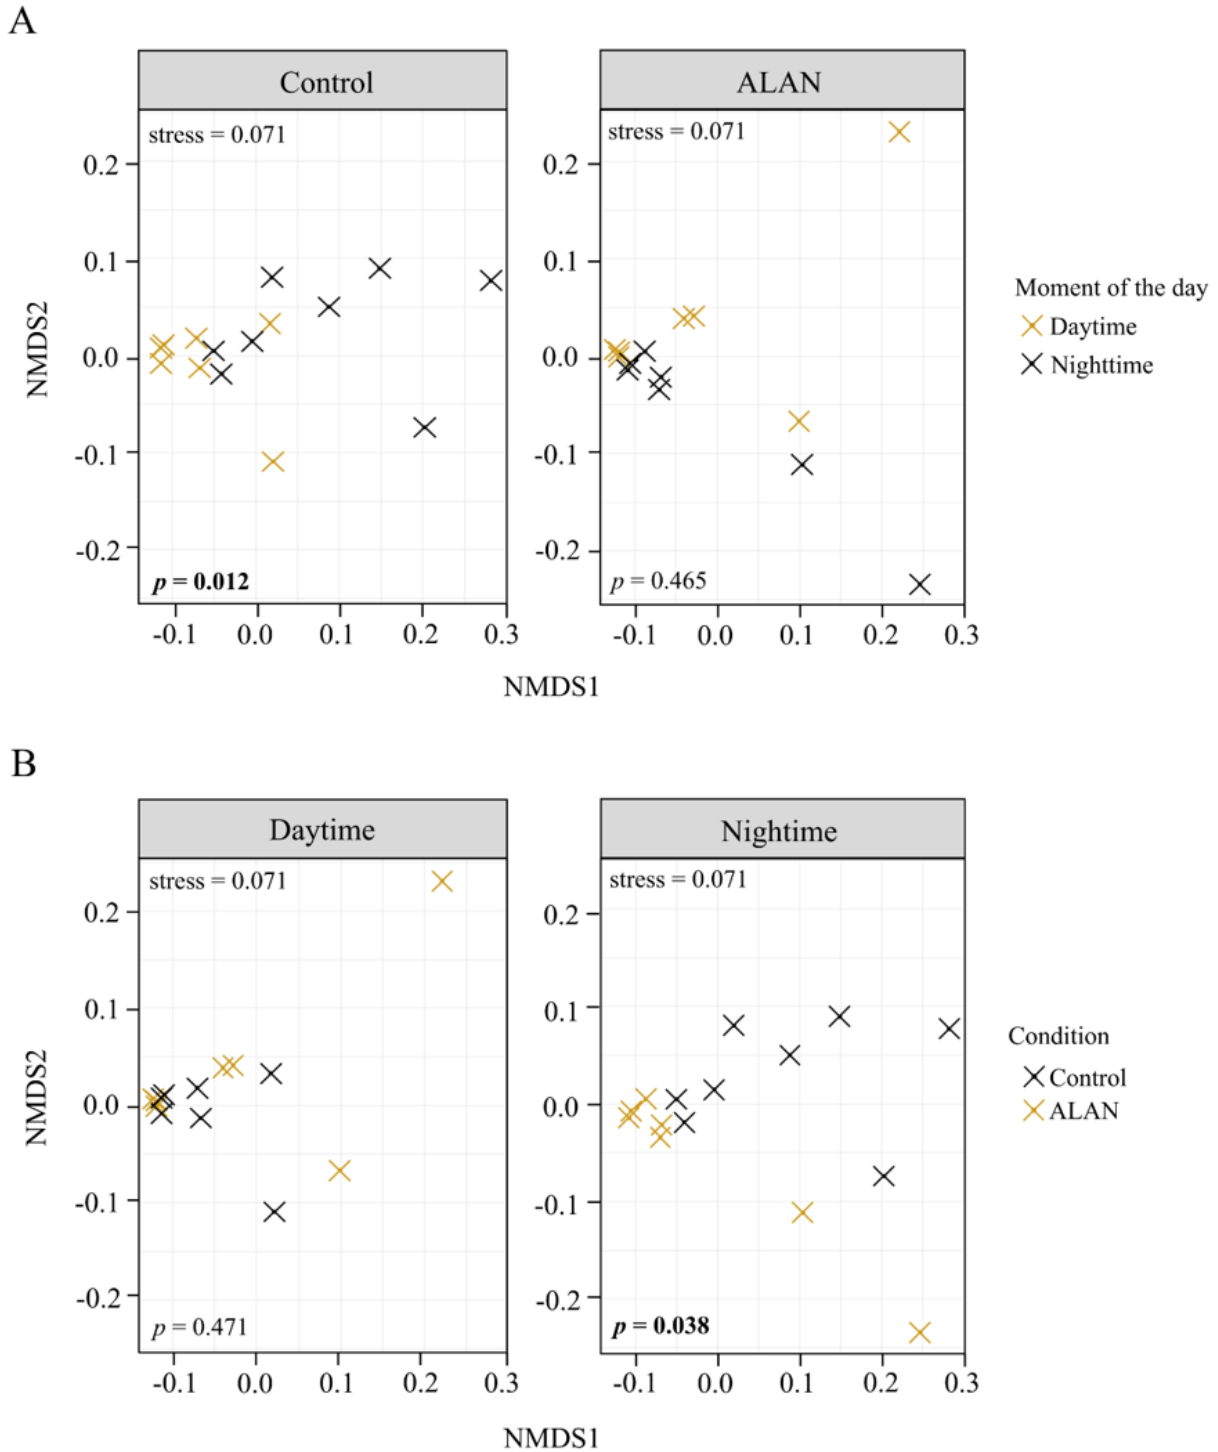 A
Control
ALAN
stress = 0.071
stress = 0.071
0.2
0.1
0.0
-0.1
-0.2
0.2
0.1
0.0
-0.1
-0.2
NMDS2
p = 0.012
p = 0.465
-0.1 0.0 0.1 0.2 0.3
-0.1 0.0 0.1 0.2 0.3
NMDS1
Moment of the day
Daytime
Nighttime
B
Daytime
Nightime
stress = 0.071
stress = 0.071
0.2
0.1
0.0
-0.1
-0.2
0.2
0.1
0.0
-0.1
-0.2
NMDS2
p = 0.471
p = 0.038
-0.1 0.0 0.1 0.2 0.3
-0.1 0.0 0.1 0.2 0.3
NMDS1
Condition
Control
ALAN